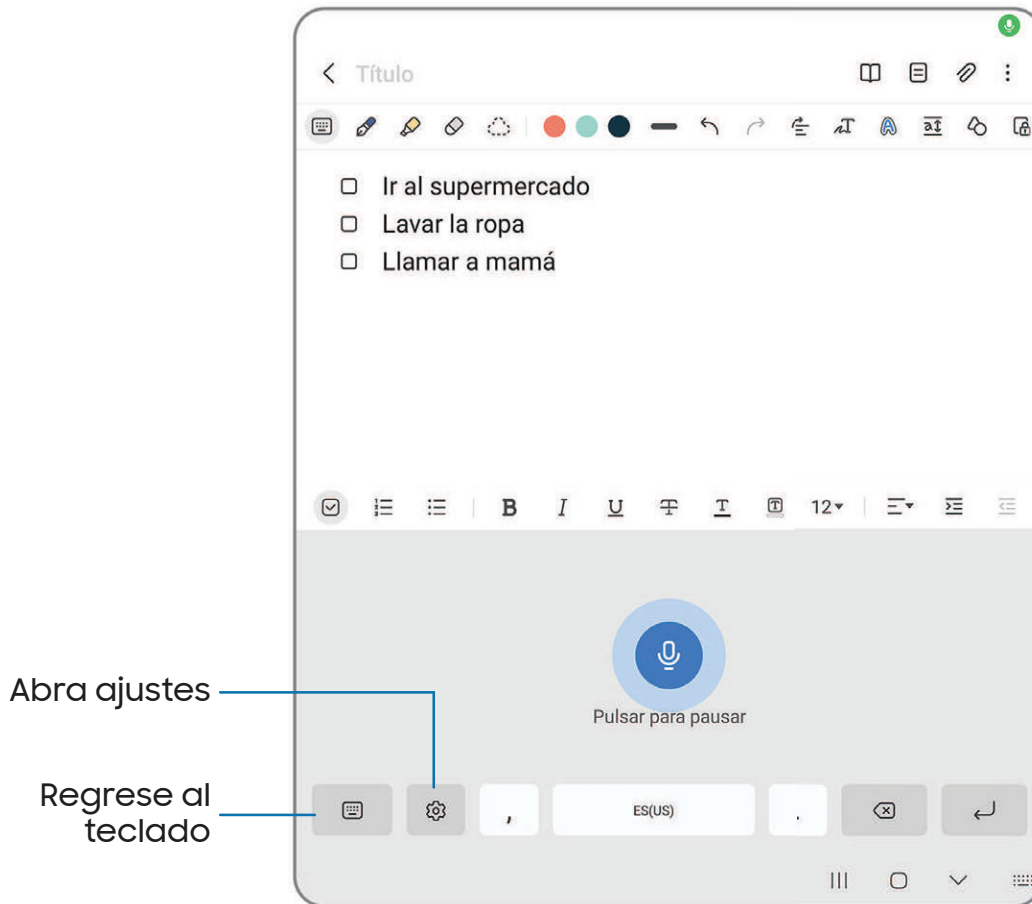 Título
Ir al supermercado
Lavar la ropa
Llamar a mamá
B I U T T T 12
Pulsar para pausar
Abra ajustes
Regrese al
teclado
, ES(US) .